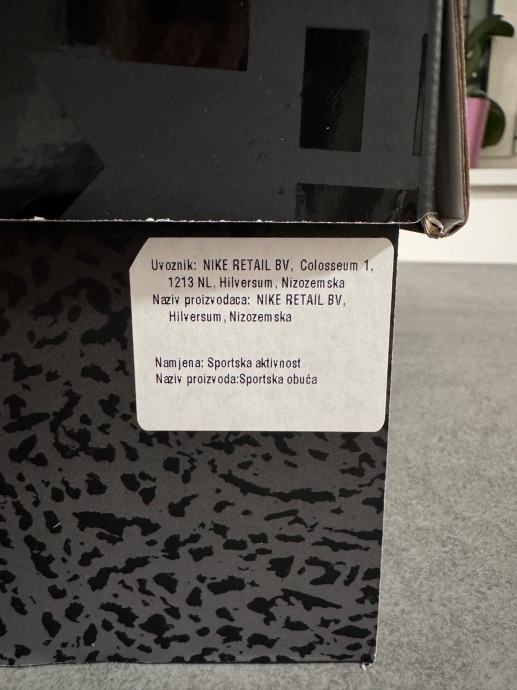 Uvoznik: NIKE RETAIL BV, Colosseum 1,
1213 NL, Hilversum, Nizozemska
Naziv proizvodaca: NIKE RETAIL BV,
Hilversum, Nizozemska
Namjena: Sportska aktivnost
Naziv proizvoda:Sportska obuća